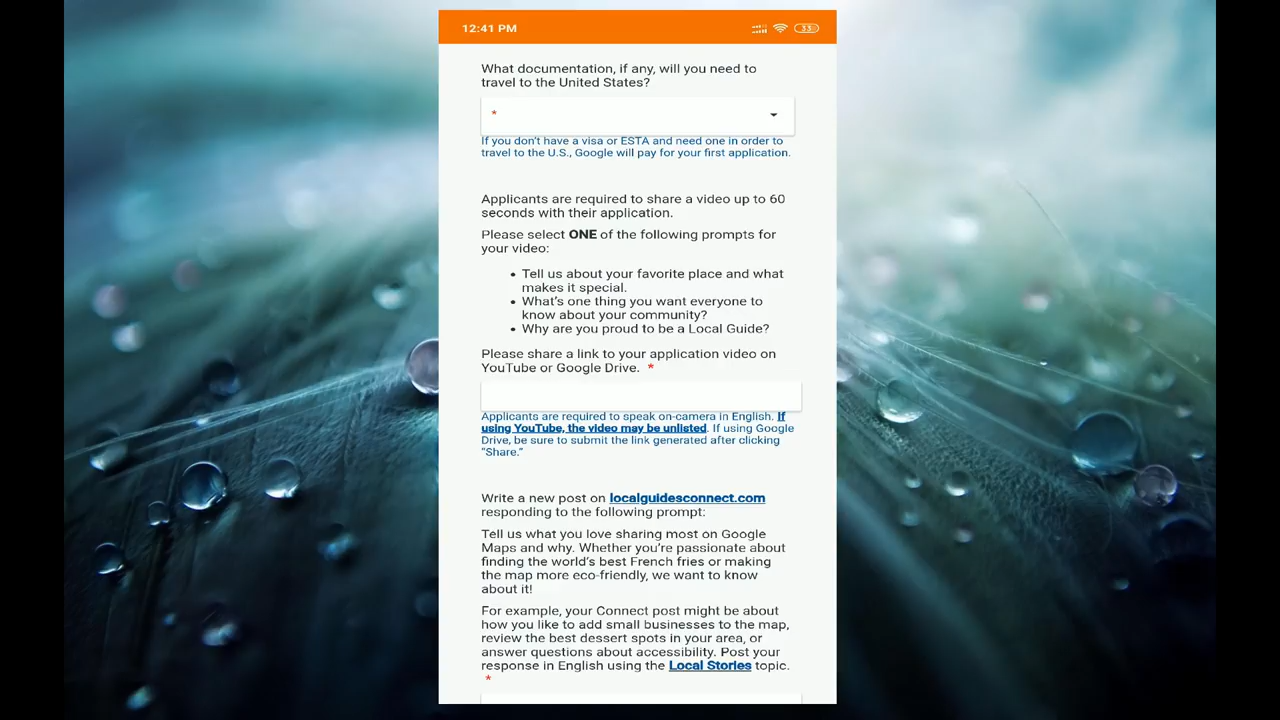 12:41 PM
33
What documentation, if any, will you need to
travel to the United States?
*
If you don't have a visa or ESTA and need one in order to
travel to the U.S., Google will pay for your first application.
Applicants are required to share a video up to 60
seconds with their application.
Please select ONE of the following prompts for
your video:
• Tell us about your favorite place and what
makes it special.
• What's one thing you want everyone to
know about your community?
• Why are you proud to be a Local Guide?
Please share a link to your application video on
YouTube or Google Drive. *
Applicants are required to speak on-camera in English. If
using YouTube, the video may be unlisted. If using Google
Drive, be sure to submit the link generated after clicking
“Share.”
Write a new post on localguidesconnect.com
responding to the following prompt:
Tell us what you love sharing most on Google
Maps and why. Whether you're passionate about
finding the world's best French fries or making
the map more eco-friendly, we want to know
about it!
For example, your Connect post might be about
how you like to add small businesses to the map,
review the best dessert spots in your area, or
answer questions about accessibility. Post your
response in English using the Local Stories topic.
*